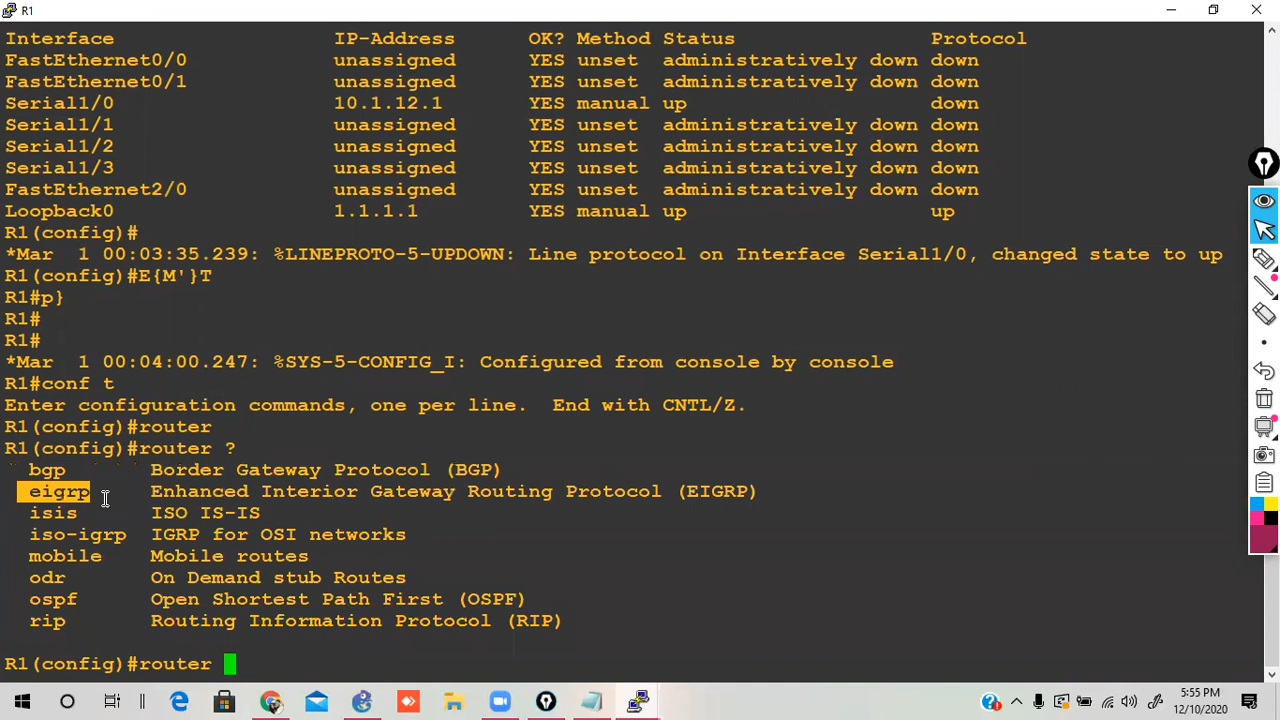 R1
Interface IP-Address OK? Method Status Protocol
FastEthernet0/0 unassigned YES unset administratively down down
FastEthernet0/1 unassigned YES unset administratively down down
Serial1/0 10.1.12.1 YES manual up down
Serial1/1 unassigned YES unset administratively down down
Serial1/2 unassigned YES unset administratively down down
Serial1/3 unassigned YES unset administratively down down
FastEthernet2/0 unassigned YES unset administratively down down
Loopback0 1.1.1.1 YES manual up up
R1(config)#
*Mar 1 00:03:35.239: %LINEPROTO-5-UPDOWN: Line protocol on Interface Serial1/0, changed state to up
R1(config)#E{M'}T
R1#p}
R1#
R1#
*Mar 1 00:04:00.247: %SYS-5-CONFIG_I: Configured from console by console
R1#conf t
Enter configuration commands, one per line. End with CNTL/Z.
R1(config)#router
R1(config)#router ?
bgp Border Gateway Protocol (BGP)
eigrp Enhanced Interior Gateway Routing Protocol (EIGRP)
isis ISO IS-IS
iso-igrp IGRP for OSI networks
mobile Mobile routes
odr On Demand stub Routes
ospf Open Shortest Path First (OSPF)
rip Routing Information Protocol (RIP)
R1(config)#router
5:55 PM
12/10/2020